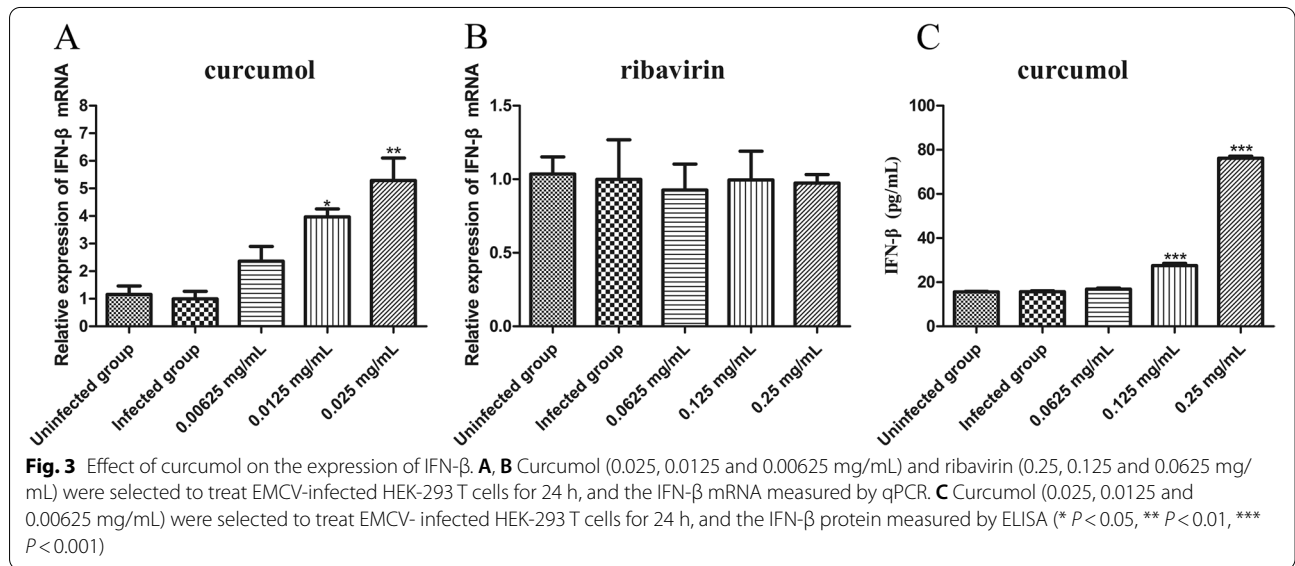 A
curcumol
Relative expression of IFN-β mRNA
8
7
6
5
4
3
2
1
0
*
**
Uninfected group
Infected group
0.00625 mg/mL
0.0125 mg/mL
0.025 mg/mL
B
ribavirin
Relative expression of IFN-β mRNA
1.5
1.0
0.5
0.0
Uninfected group
Infected group
0.0625 mg/mL
0.125 mg/mL
0.25 mg/mL
C
curcumol
IFN-β (pg/mL)
100
80
60
40
20
0
***
***
Uninfected group
Infected group
0.0625 mg/mL
0.125 mg/mL
0.25 mg/mL
Fig. 3 Effect of curcumol on the expression of IFN-β. A, B Curcumol (0.025, 0.0125 and 0.00625 mg/mL) and ribavirin (0.25, 0.125 and 0.0625 mg/
mL) were selected to treat EMCV-infected HEK-293 T cells for 24 h, and the IFN-β mRNA measured by qPCR. C Curcumol (0.025, 0.0125 and
0.00625 mg/mL) were selected to treat EMCV- infected HEK-293 T cells for 24 h, and the IFN-β protein measured by ELISA (* P < 0.05, ** P < 0.01, ***
P < 0.001)